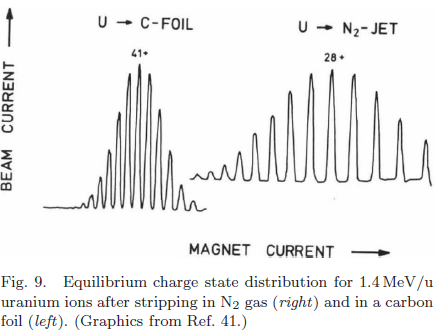 U → C-FOIL
U → N₂-JET
41+
28+
BEAM CURRENT
MAGNET CURRENT
Fig. 9. Equilibrium charge state distribution for 1.4 MeV/u
uranium ions after stripping in N₂ gas (right) and in a carbon
foil (left). (Graphics from Ref. 41.)